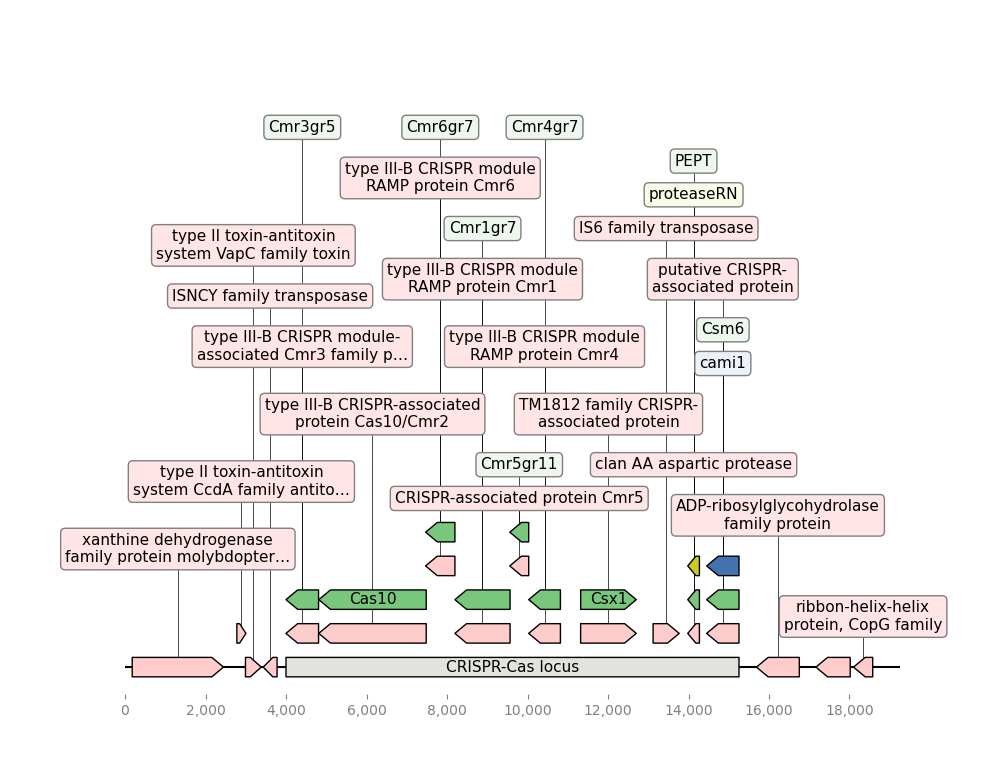 Cmr3gr5
Cmr6gr7
Cmr4gr7
PEPT
type III-B CRISPR module
RAMP protein Cmr6
proteaseRN
Cmr1gr7
IS6 family transposase
type II toxin-antitoxin
system VapC family toxin
type III-B CRISPR module
RAMP protein Cmr1
putative CRISPR-
associated protein
ISNCY family transposase
Csm6
type III-B CRISPR module-
associated Cmr3 family p...
type III-B CRISPR module
RAMP protein Cmr4
cami1
type III-B CRISPR-associated
protein Cas10/Cmr2
TM1812 family CRISPR-
associated protein
Cmr5gr11
clan AA aspartic protease
type II toxin-antitoxin
system CcdA family antito...
CRISPR-associated protein Cmr5
ADP-ribosylglycohydrolase
family protein
xanthine dehydrogenase
family protein molybdopter...
Cas10
Csx1
ribbon-helix-helix
protein, CopG family
CRISPR-Cas locus
0
2,000
4,000
6,000
8,000
10,000
12,000
14,000
16,000
18,000